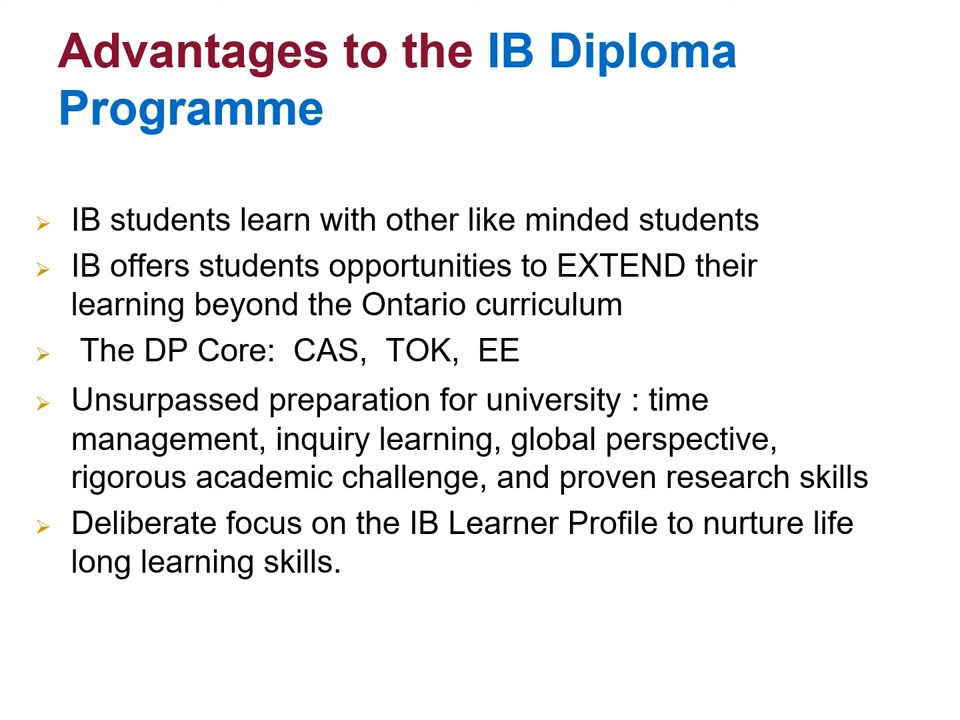 Advantages to the IB Diploma
Programme
IB students learn with other like minded students
IB offers students opportunities to EXTEND their
learning beyond the Ontario curriculum
The DP Core: CAS, TOK, EE
Unsurpassed preparation for university : time
management, inquiry learning, global perspective,
rigorous academic challenge, and proven research skills
Deliberate focus on the IB Learner Profile to nurture life
long learning skills.